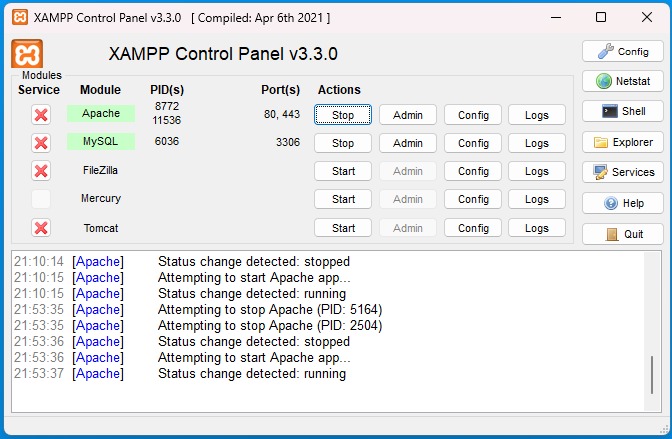 XAMPP Control Panel v3.3.0 [ Compiled: Apr 6th 2021 ]
XAMPP Control Panel v3.3.0
Config
Modules
Service Module PID(s) Port(s) Actions
Netstat
Apache 8772 11536 80, 443 Stop Admin Config Logs
Shell
MySQL 6036 3306 Stop Admin Config Logs
Explorer
FileZilla Start Admin Config Logs
Services
Mercury Start Admin Config Logs
Help
Tomcat Start Admin Config Logs
Quit
21:10:14 [Apache] Status change detected: stopped
21:10:15 [Apache] Attempting to start Apache app...
21:10:15 [Apache] Status change detected: running
21:53:35 [Apache] Attempting to stop Apache (PID: 5164)
21:53:35 [Apache] Attempting to stop Apache (PID: 2504)
21:53:36 [Apache] Status change detected: stopped
21:53:36 [Apache] Attempting to start Apache app...
21:53:37 [Apache] Status change detected: running